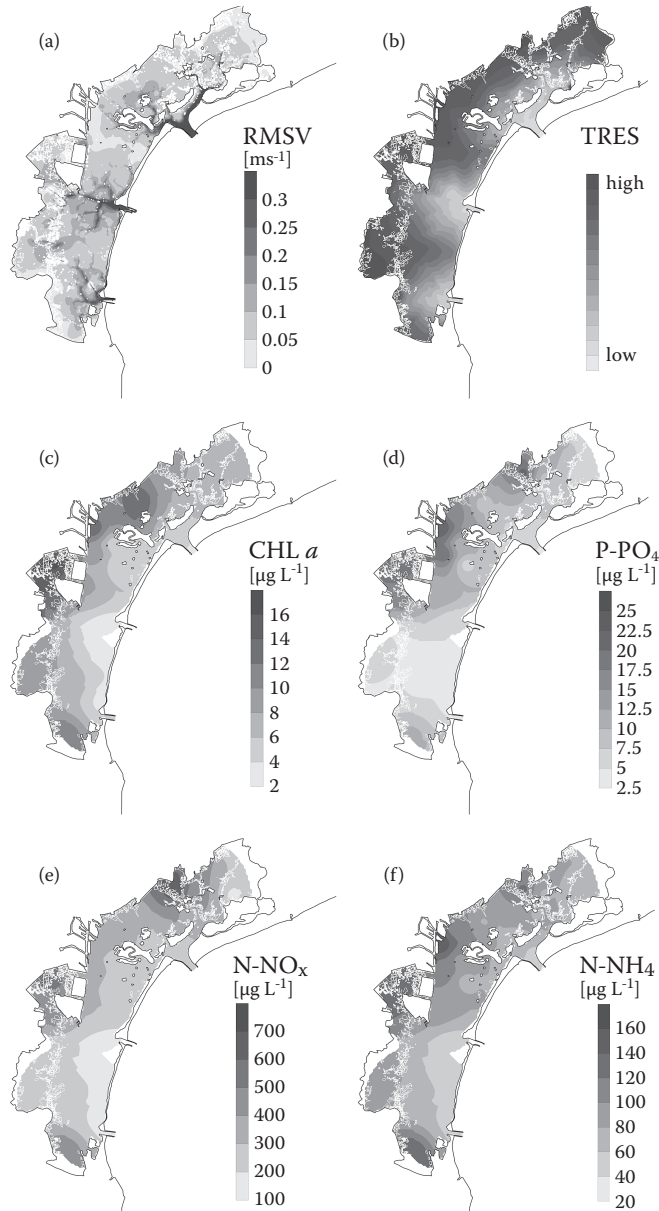 (a)
RMSV
[ms-1]
0.3
0.25
0.2
0.15
0.1
0.05
0
(b)
TRES
high
low
(c)
CHL a
[µg L-1]
16
14
12
10
8
6
4
2
(d)
P-PO4
[µg L-1]
25
22.5
20
17.5
15
12.5
10
7.5
5
2.5
(e)
N-NOx
[µg L-1]
700
600
500
400
300
200
100
(f)
N-NH4
[µg L-1]
160
140
120
100
80
60
40
20